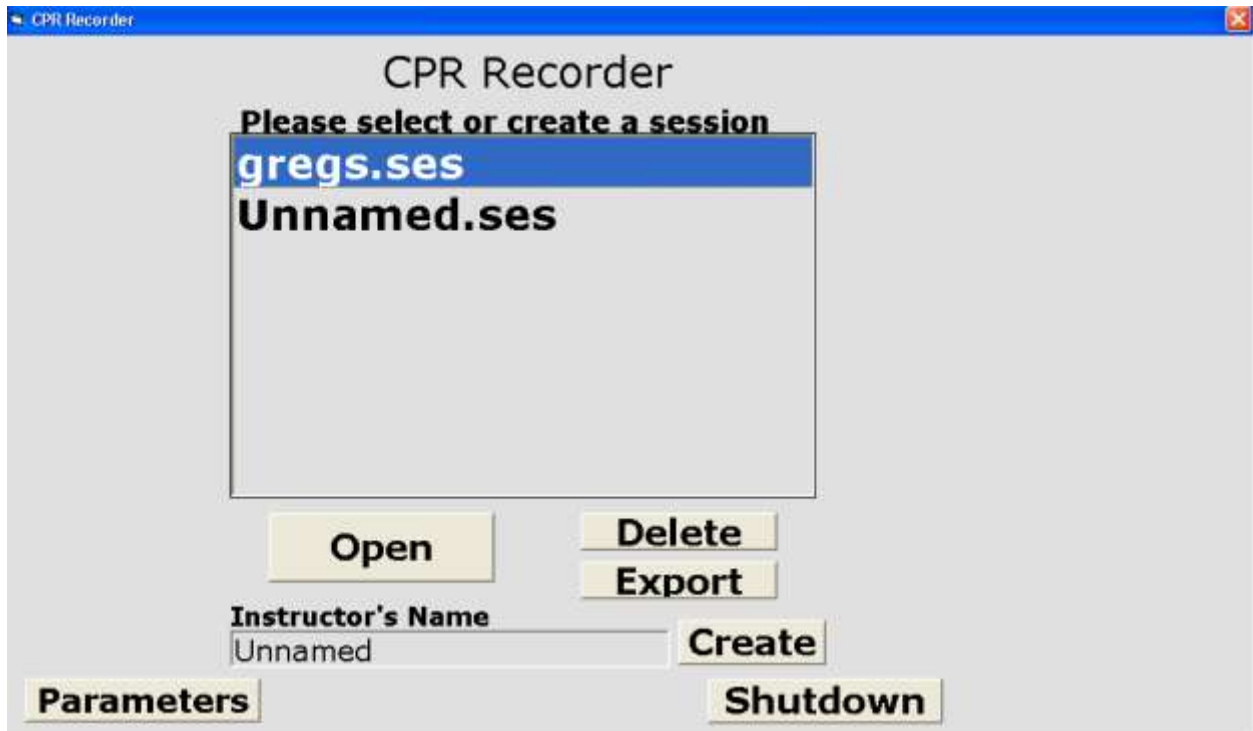 CPR Recorder
CPR Recorder
Please select or create a session
gregs.ses
Unnamed.ses
Open
Delete
Export
Instructor's Name
Unnamed
Create
Parameters
Shutdown